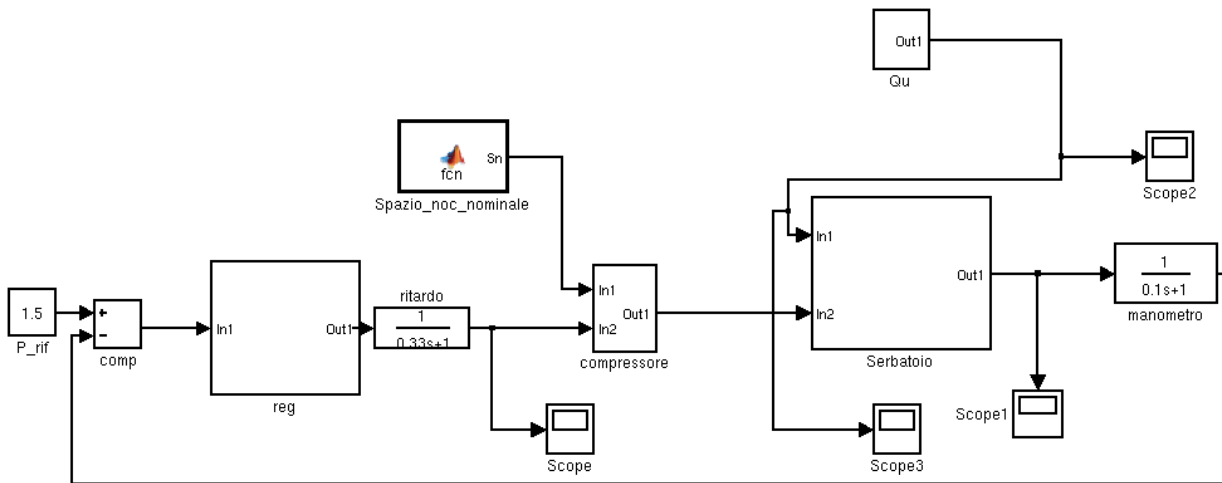 Out1
Qu
Sn
fcn
Spazio_noc_nominale
Scope2
In1
Out1
In2
Serbatoio
1
0.1s+1
manometro
1.5
P_rif
+
−
comp
In1
Out1
reg
ritardo
1
0.33s+1
In1
Out1
In2
compressore
Scope
Scope3
Scope1